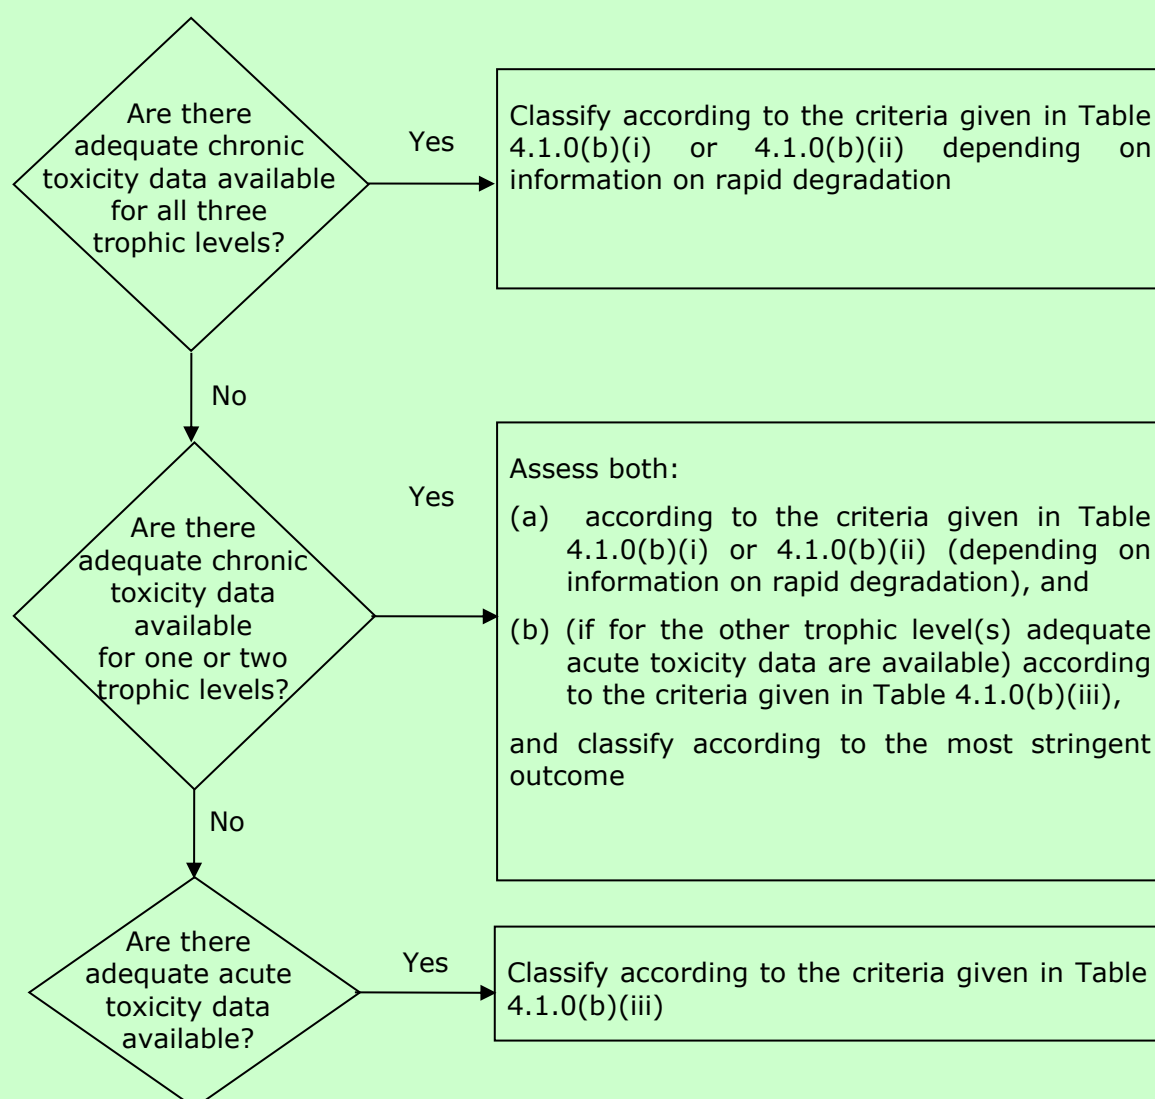 Are there
adequate chronic
toxicity data available
for all three
trophic levels?
Yes
Classify according to the criteria given in Table
4.1.0(b)(i) or 4.1.0(b)(ii) depending on
information on rapid degradation
No
Are there
adequate chronic
toxicity data
available
for one or two
trophic levels?
Yes
Assess both:
(a) according to the criteria given in Table
4.1.0(b)(i) or 4.1.0(b)(ii) (depending on
information on rapid degradation), and
(b) (if for the other trophic level(s) adequate
acute toxicity data are available) according
to the criteria given in Table 4.1.0(b)(iii),
and classify according to the most stringent
outcome
No
Are there
adequate acute
toxicity data
available?
Yes
Classify according to the criteria given in Table
4.1.0(b)(iii)